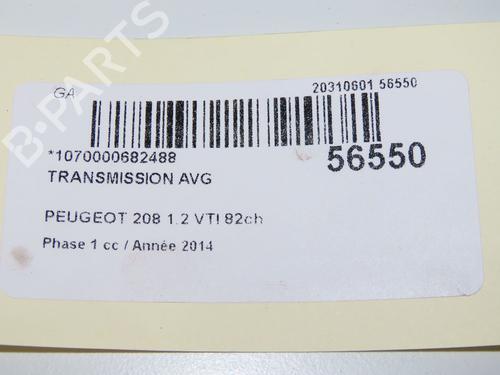 GA
20310601 56550
*1070000682488
56550
TRANSMISSION AVG
PEUGEOT 208 1.2 VTI 82ch
Phase 1 cc / Année 2014
B-PARTS